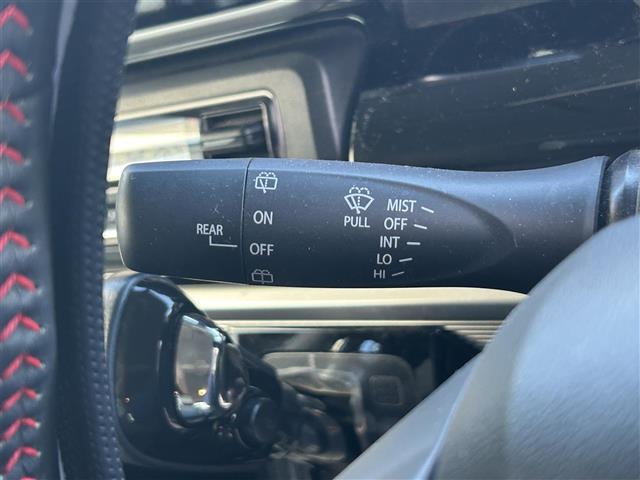 REAR
ON
OFF
PULL
MIST
OFF
INT
LO
HI